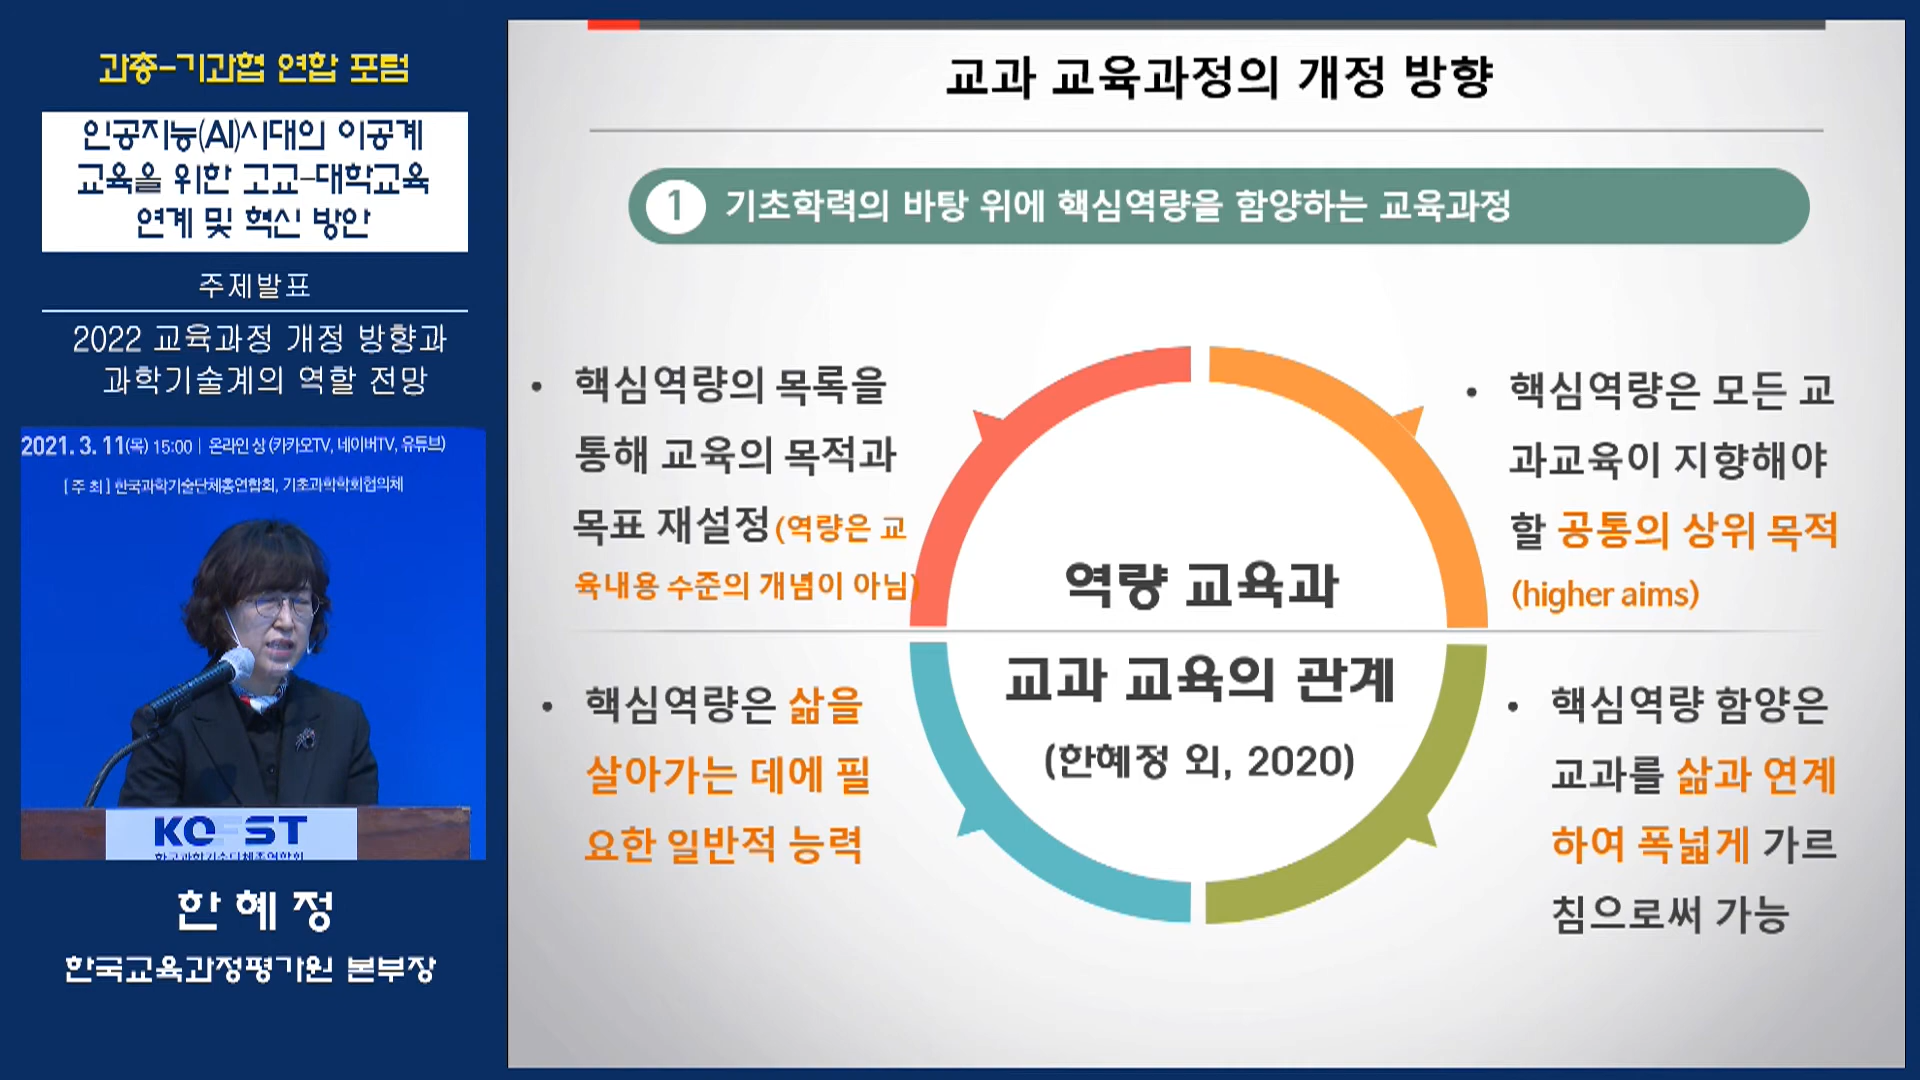 과총-기과협 연합 포럼
인공지능(AI)시대의 이공계
교육을 위한 고교-대학교육
연계 및 혁신 방안
주제발표
2022 교육과정 개정 방향과
과학기술계의 역할 전망
2021. 3. 11(목) 15:00 | 온라인 상 (카카오TV, 네이버TV, 유튜브)
[ 주 최 ] 한국과학기술단체총연합회, 기초과학학회협의체
KOFST
한국과학기술단체총연합회
한 혜 정
한국교육과정평가원 본부장
교과 교육과정의 개정 방향
1 기초학력의 바탕 위에 핵심역량을 함양하는 교육과정
• 핵심역량의 목록을
통해 교육의 목적과
목표 재설정(역량은 교
육내용 수준의 개념이 아님)
• 핵심역량은 모든 교
과교육이 지향해야
할 공통의 상위 목적
(higher aims)
역량 교육과
교과 교육의 관계
(한혜정 외, 2020)
• 핵심역량은 삶을
살아가는 데에 필
요한 일반적 능력
• 핵심역량 함양은
교과를 삶과 연계
하여 폭넓게 가르
침으로써 가능